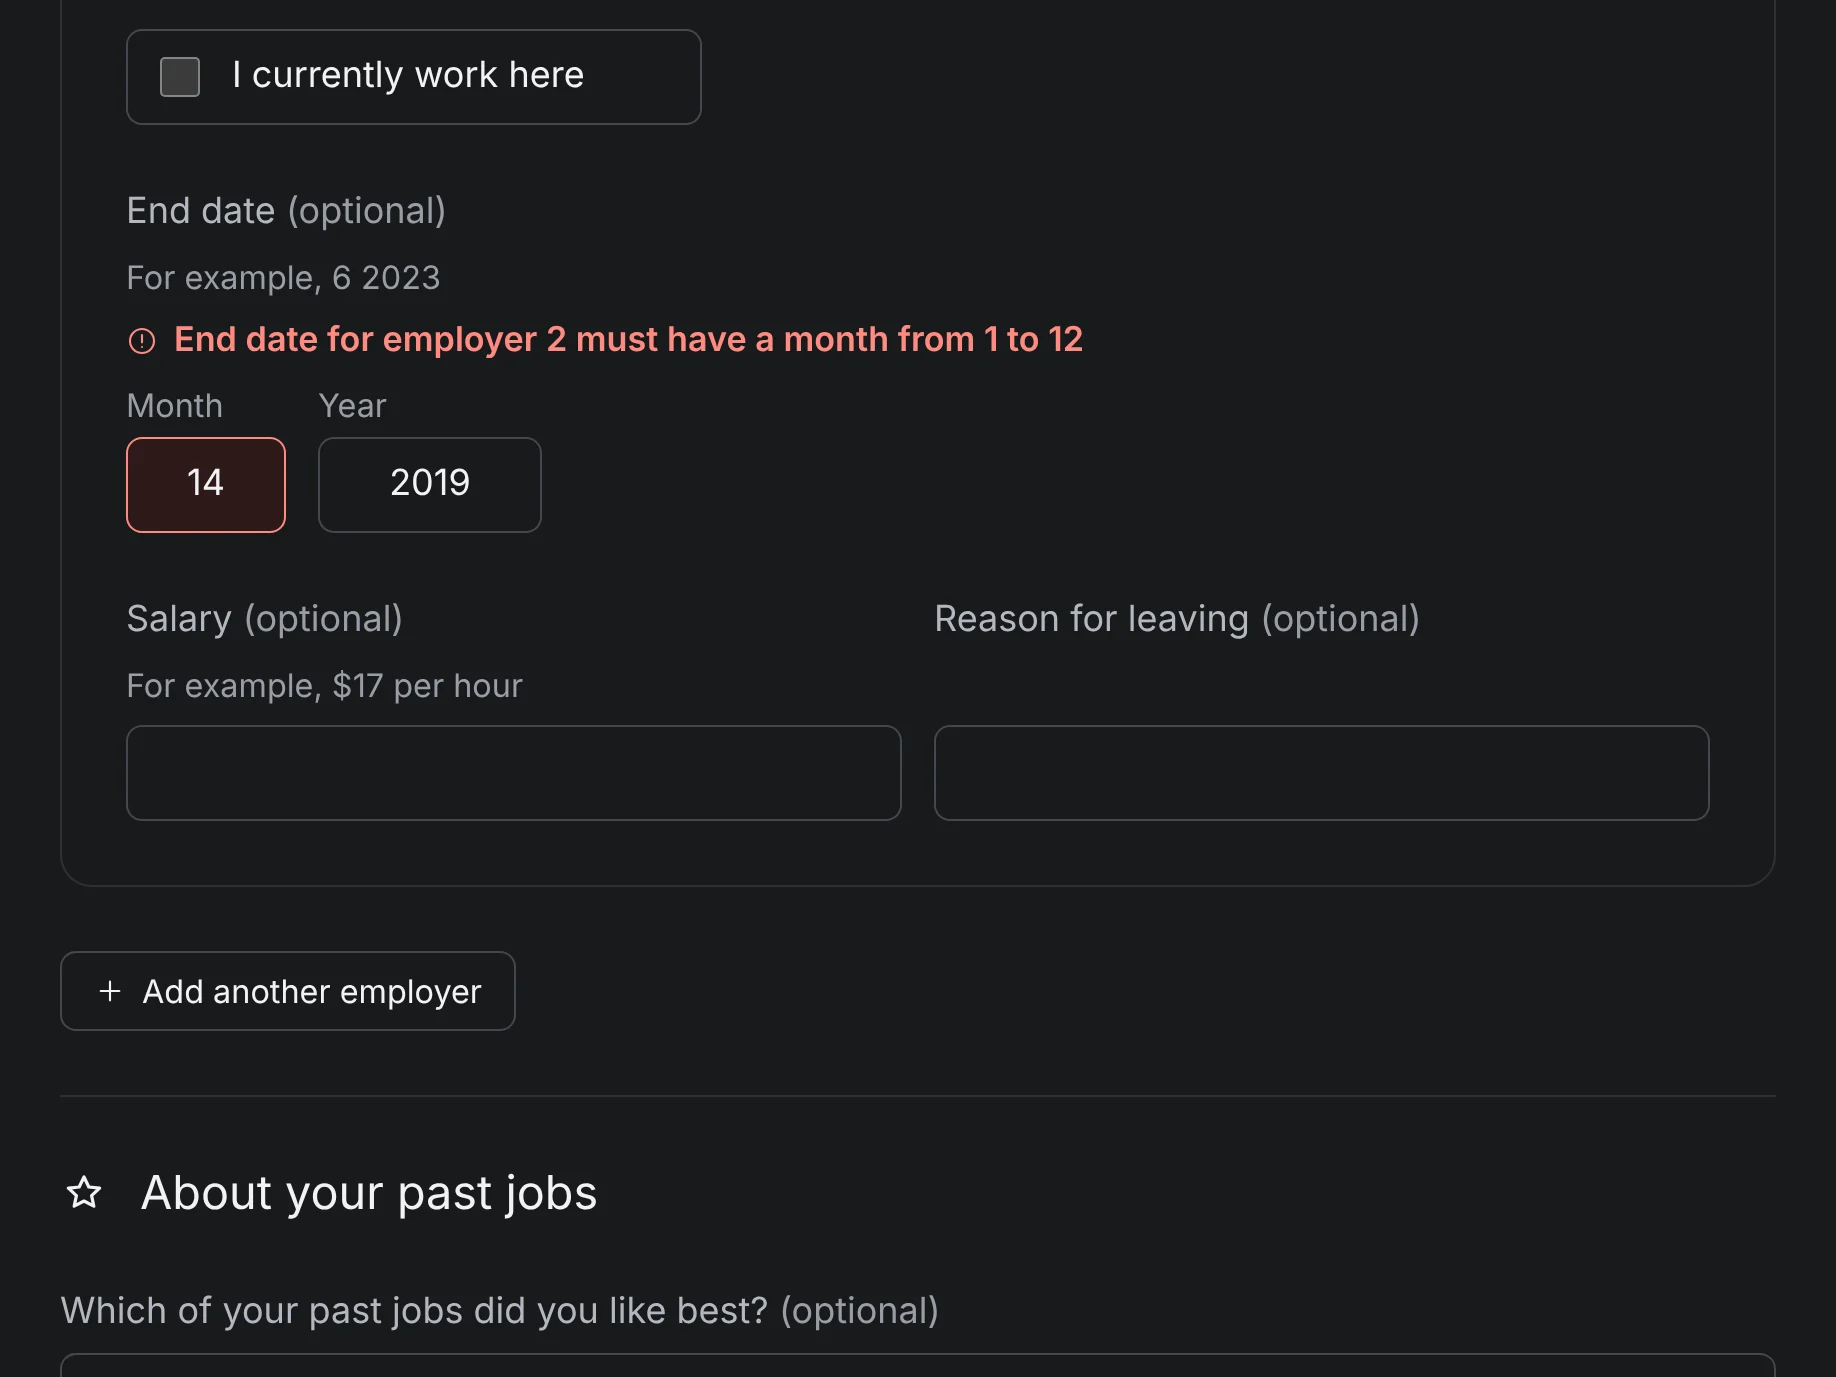 I currently work here
End date (optional)
For example, 6 2023
End date for employer 2 must have a month from 1 to 12
Month Year
14 2019
Salary (optional) Reason for leaving (optional)
For example, $17 per hour
+ Add another employer
About your past jobs
Which of your past jobs did you like best? (optional)